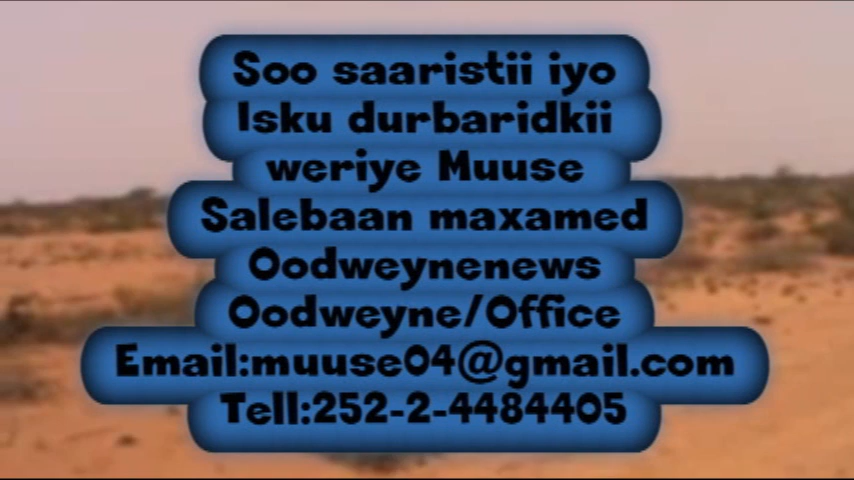 Soo saaristii iyo
Isku durbaridkii
weriye Muuse
Salebaan maxamed
Oodweynenews
Oodweyne/Office
Email:muuse04@gmail.com
Tell:252-2-4484405